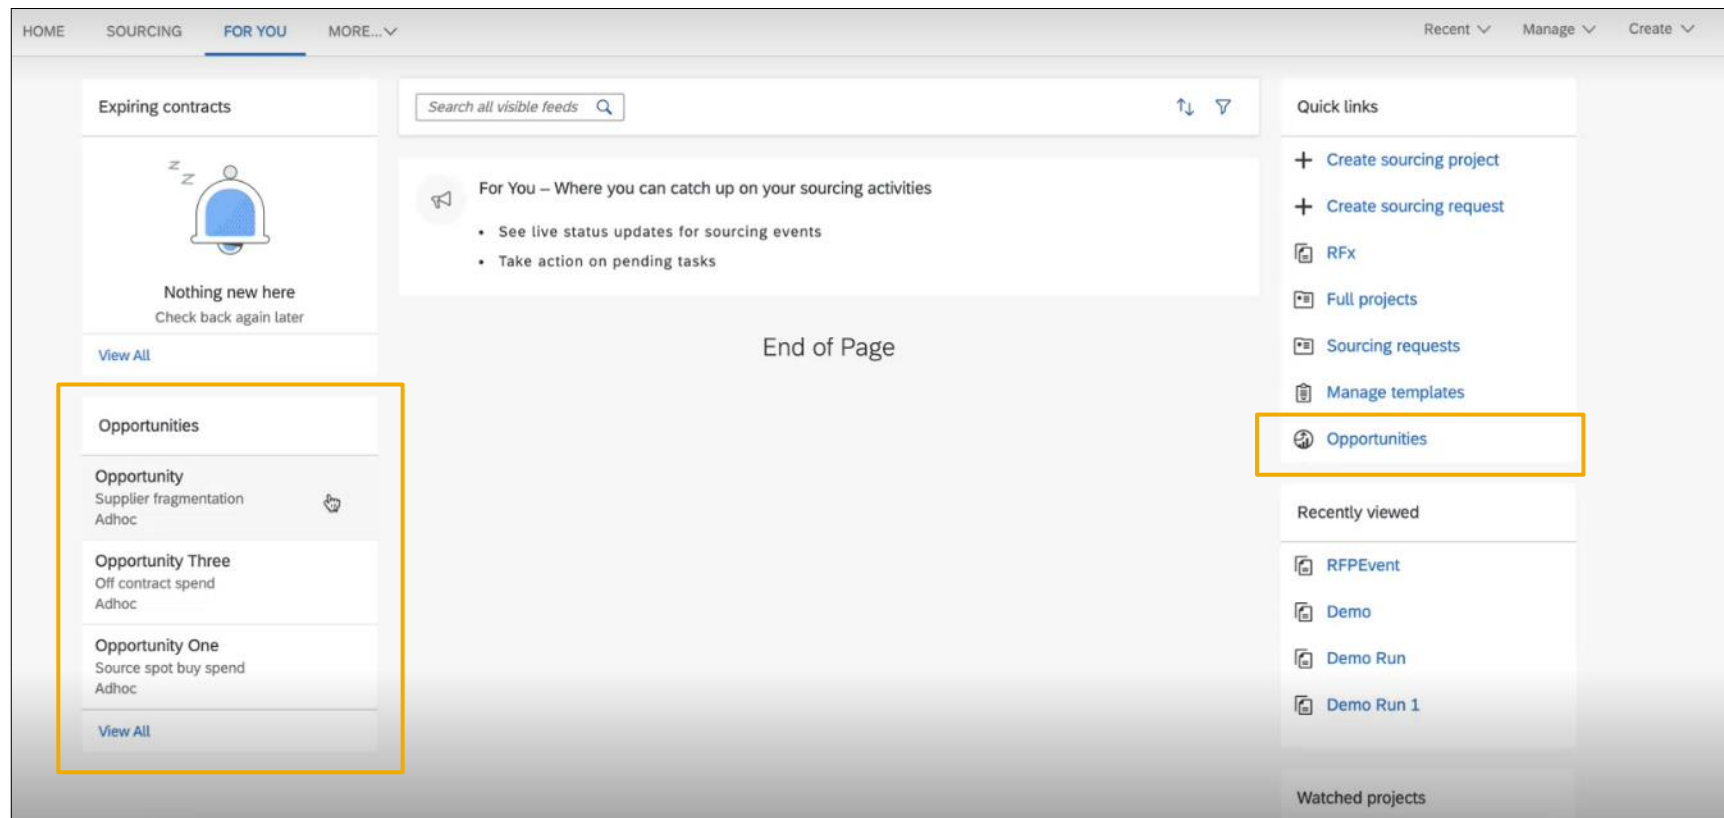 HOME SOURCING FOR YOU MORE... Recent Manage Create
Expiring contracts
z
z
Nothing new here
Check back again later
View All
Opportunities
Opportunity
Supplier fragmentation
Adhoc
Opportunity Three
Off contract spend
Adhoc
Opportunity One
Source spot buy spend
Adhoc
View All
Search all visible feeds
For You – Where you can catch up on your sourcing activities
• See live status updates for sourcing events
• Take action on pending tasks
End of Page
Quick links
Create sourcing project
Create sourcing request
RFx
Full projects
Sourcing requests
Manage templates
Opportunities
Recently viewed
RFPEvent
Demo
Demo Run
Demo Run 1
Watched projects